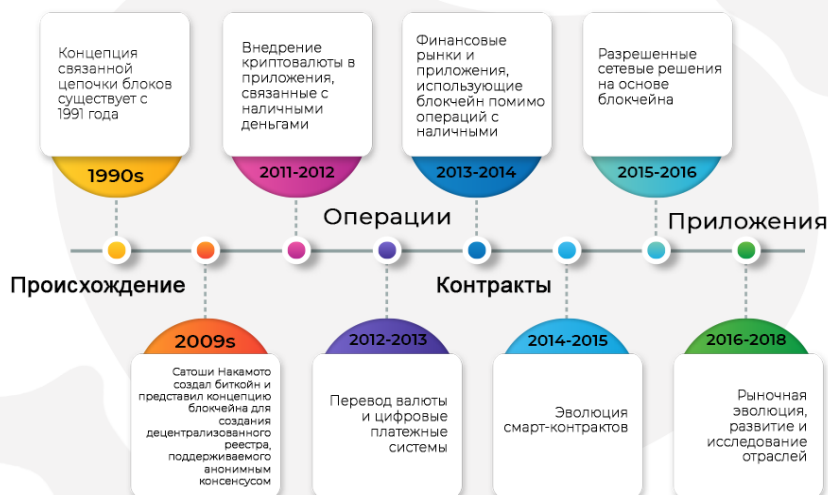 Концепция
связанной
цепочки блоков
существует с
1991 года
1990s
Внедрение
криптовалюты в
приложения,
связанные с
наличными
деньгами
2011-2012
Финансовые
рынки и
приложения,
использующие
блокчейн помимо
операций с
наличными
2013-2014
Разрешенные
сетевые решения
на основе
блокчейна
2015-2016
Операции
Приложения
Происхождение
Контракты
2009s
Сатоши Накамото
создал биткойн и
представил концепцию
блокчейна для
создания
децентрализованного
реестра,
поддерживаемого
анонимным
консенсусом
2012-2013
Перевод валюты
и цифровые
платежные
системы
2014-2015
Эволюция
смарт-контрактов
2016-2018
Рыночная
эволюция,
развитие и
исследование
отраслей